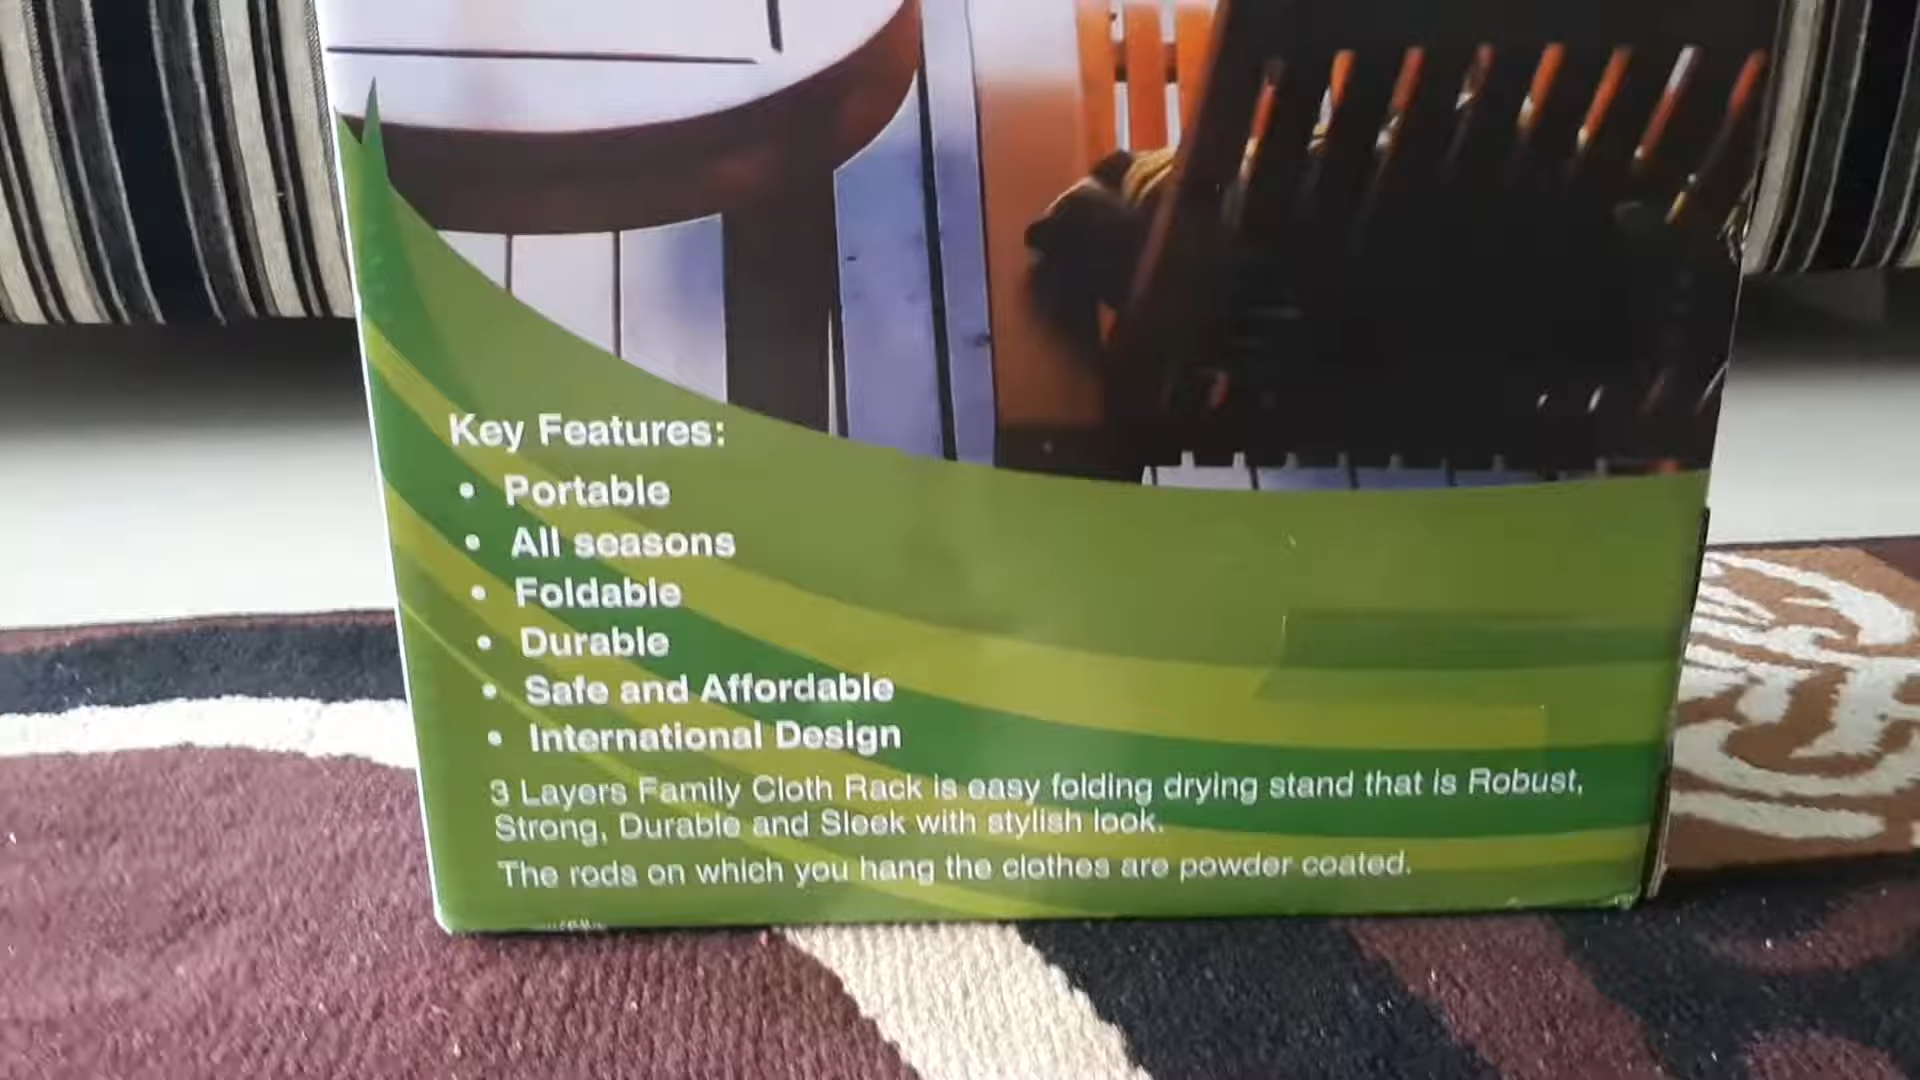 Key Features:
• Portable
• All seasons
• Foldable
• Durable
• Safe and Affordable
• International Design
3 Layers Family Cloth Rack is easy folding drying stand that is Robust,
Strong, Durable and Sleek with stylish look.
The rods on which you hang the clothes are powder coated.